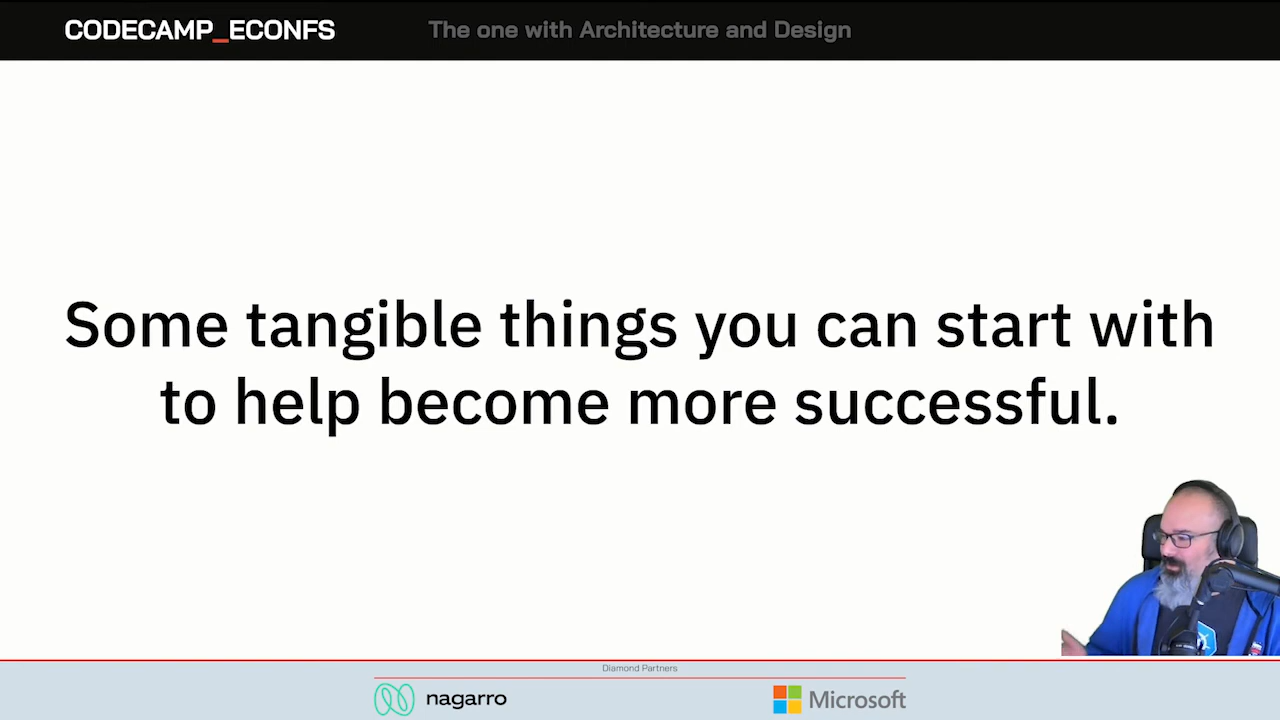 CODECAMP_ECONFS
The one with Architecture and Design
Some tangible things you can start with
to help become more successful.
Diamond Partners
nagarro
Microsoft